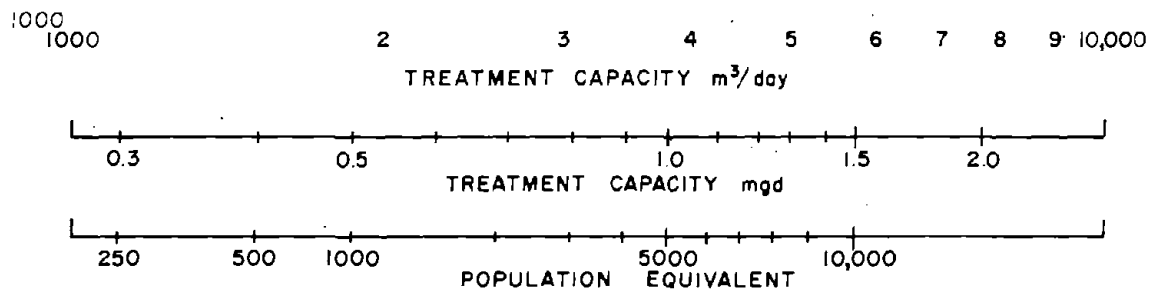 1000
1000 2 3 4 5 6 7 8 9 10,000
TREATMENT CAPACITY m³/day
0.3 0.5 1.0 1.5 2.0
TREATMENT CAPACITY mgd
250 500 1000 5000 10,000
POPULATION EQUIVALENT